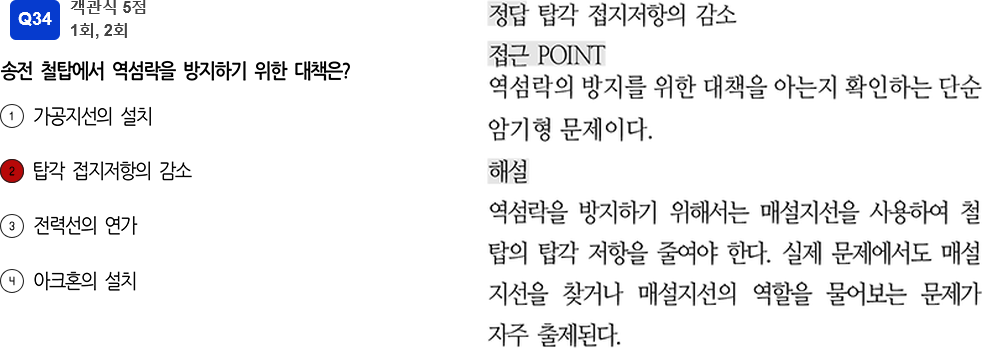 Q34
객관식 5점
1회, 2회
송전 철탑에서 역섬락을 방지하기 위한 대책은?
1 가공지선의 설치
2 탑각 접지저항의 감소
3 전력선의 연가
4 아크혼의 설치
정답 탑각 접지저항의 감소
접근 POINT
역섬락의 방지를 위한 대책을 아는지 확인하는 단순
암기형 문제이다.
해설
역섬락을 방지하기 위해서는 매설지선을 사용하여 철
탑의 탑각 저항을 줄여야 한다. 실제 문제에서도 매설
지선을 찾거나 매설지선의 역할을 물어보는 문제가
자주 출제된다.